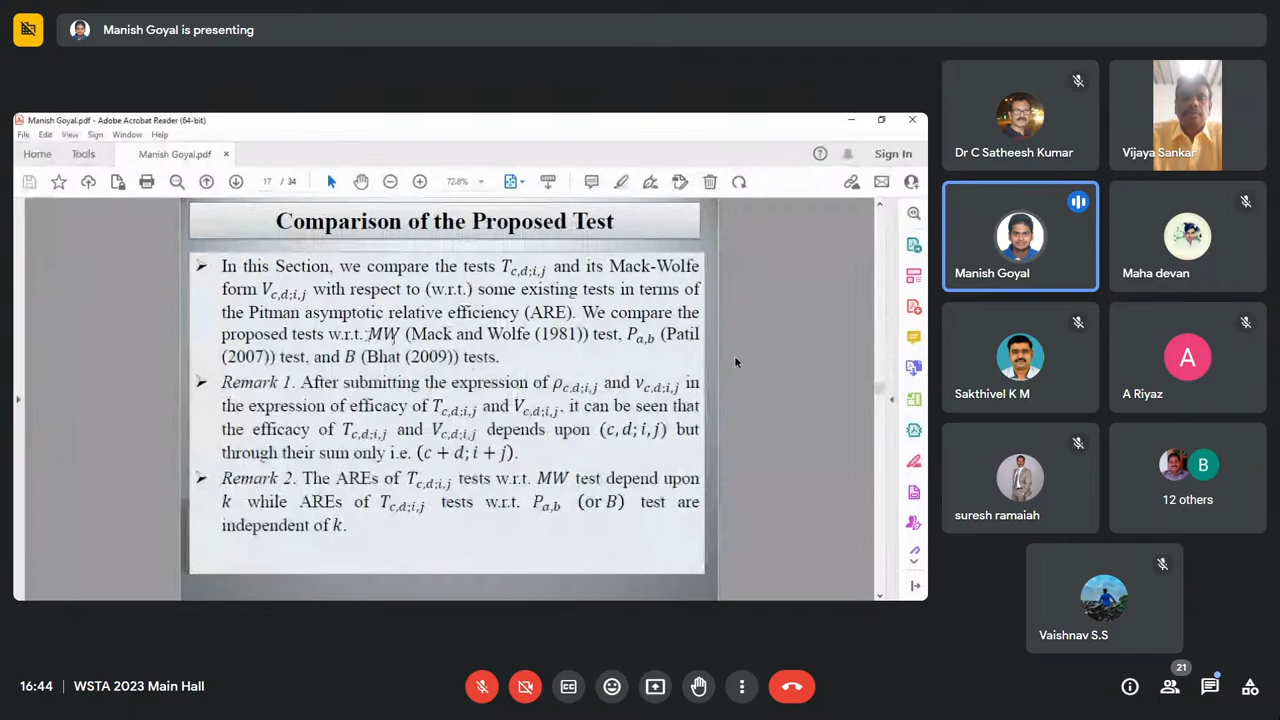 Manish Goyal is presenting
Manish Goyal.pdf - Adobe Acrobat Reader (64-bit)
File Edit View Sign Window Help
Home Tools Manish Goyal.pdf × Sign In
17 / 34 72.8%
Comparison of the Proposed Test
➢ In this Section, we compare the tests T_{c,d;i,j} and its Mack-Wolfe
form V_{c,d;i,j} with respect to (w.r.t.) some existing tests in terms of
the Pitman asymptotic relative efficiency (ARE). We compare the
proposed tests w.r.t. MW (Mack and Wolfe (1981)) test, P_{a,b} (Patil
(2007)) test, and B (Bhat (2009)) tests.
➢ Remark 1. After submitting the expression of ρ_{c,d;i,j} and ν_{c,d;i,j} in
the expression of efficacy of T_{c,d;i,j} and V_{c,d;i,j}, it can be seen that
the efficacy of T_{c,d;i,j} and V_{c,d;i,j} depends upon (c, d; i, j) but
through their sum only i.e. (c + d; i + j).
➢ Remark 2. The AREs of T_{c,d;i,j} tests w.r.t. MW test depend upon
k while AREs of T_{c,d;i,j} tests w.r.t. P_{a,b} (or B) test are
independent of k.
Dr C Satheesh Kumar
Vijaya Sankar
Manish Goyal
Maha devan
Sakthivel K M
A
A Riyaz
suresh ramaiah
B
12 others
Vaishnav S.S
16:44 | WSTA 2023 Main Hall
21